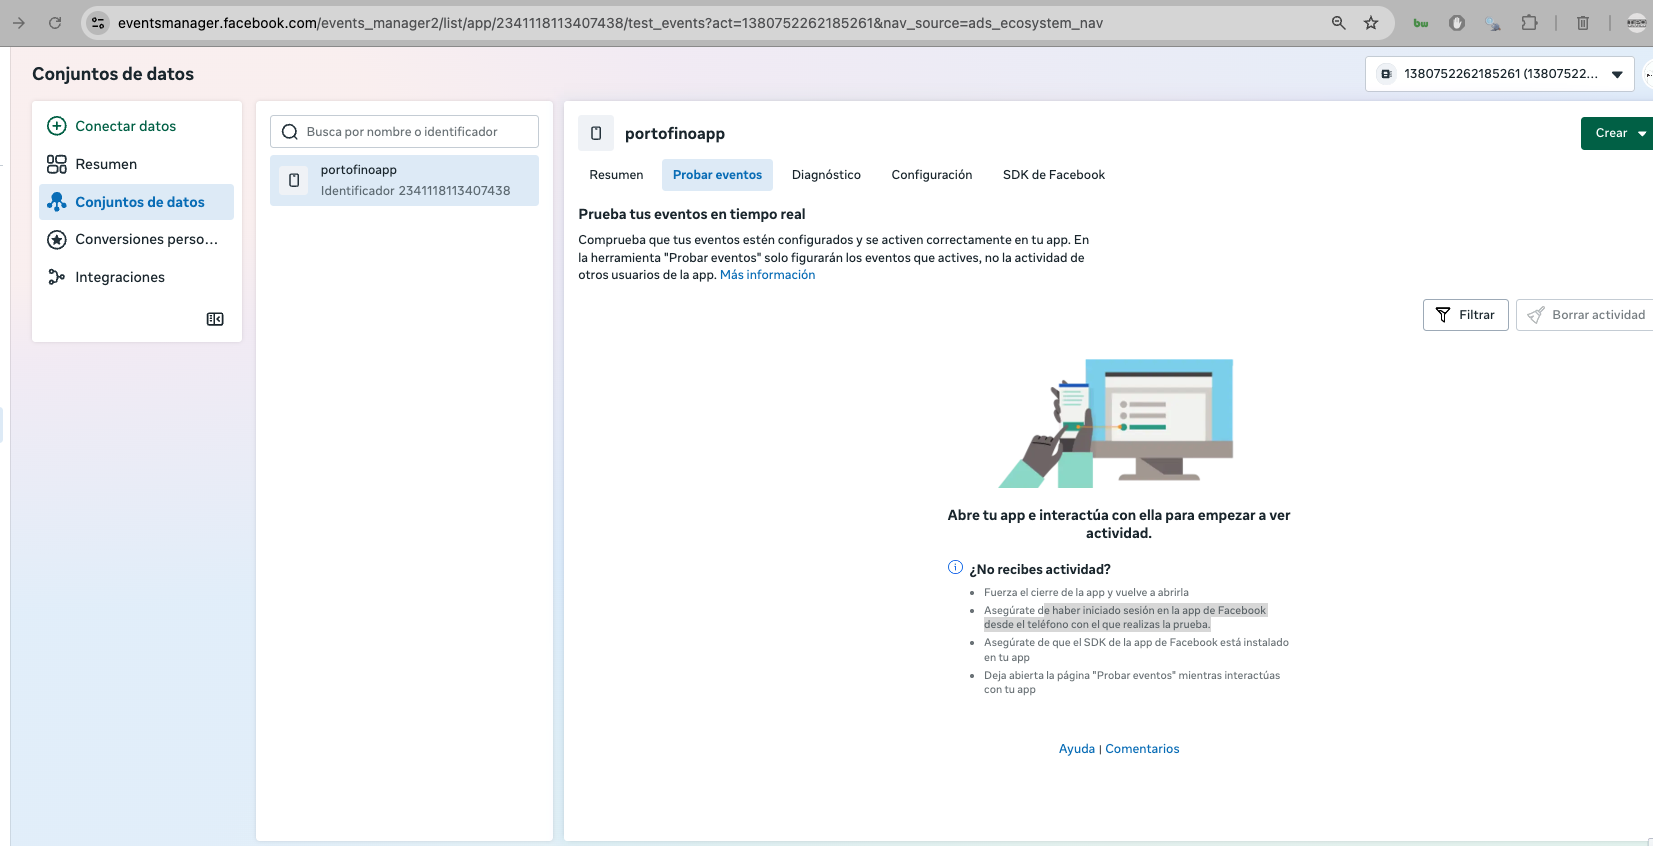 eventsmanager.facebook.com/events_manager2/list/app/2341118113407438/test_events?act=1380752262185261&nav_source=ads_ecosystem_nav
bw
Conjuntos de datos
1380752262185261 (13807522...
Conectar datos
Resumen
Conjuntos de datos
Conversiones perso...
Integraciones
Busca por nombre o identificador
portofinoapp
Identificador 2341118113407438
portofinoapp
Crear
Resumen
Probar eventos
Diagnóstico
Configuración
SDK de Facebook
Prueba tus eventos en tiempo real
Comprueba que tus eventos estén configurados y se activen correctamente en tu app. En
la herramienta "Probar eventos" solo figurarán los eventos que actives, no la actividad de
otros usuarios de la app. Más información
Filtrar
Borrar actividad
Abre tu app e interactúa con ella para empezar a ver
actividad.
¿No recibes actividad?
Fuerza el cierre de la app y vuelve a abrirla
Asegúrate de haber iniciado sesión en la app de Facebook
desde el teléfono con el que realizas la prueba.
Asegúrate de que el SDK de la app de Facebook está instalado
en tu app
Deja abierta la página "Probar eventos" mientras interactúas
con tu app
Ayuda | Comentarios